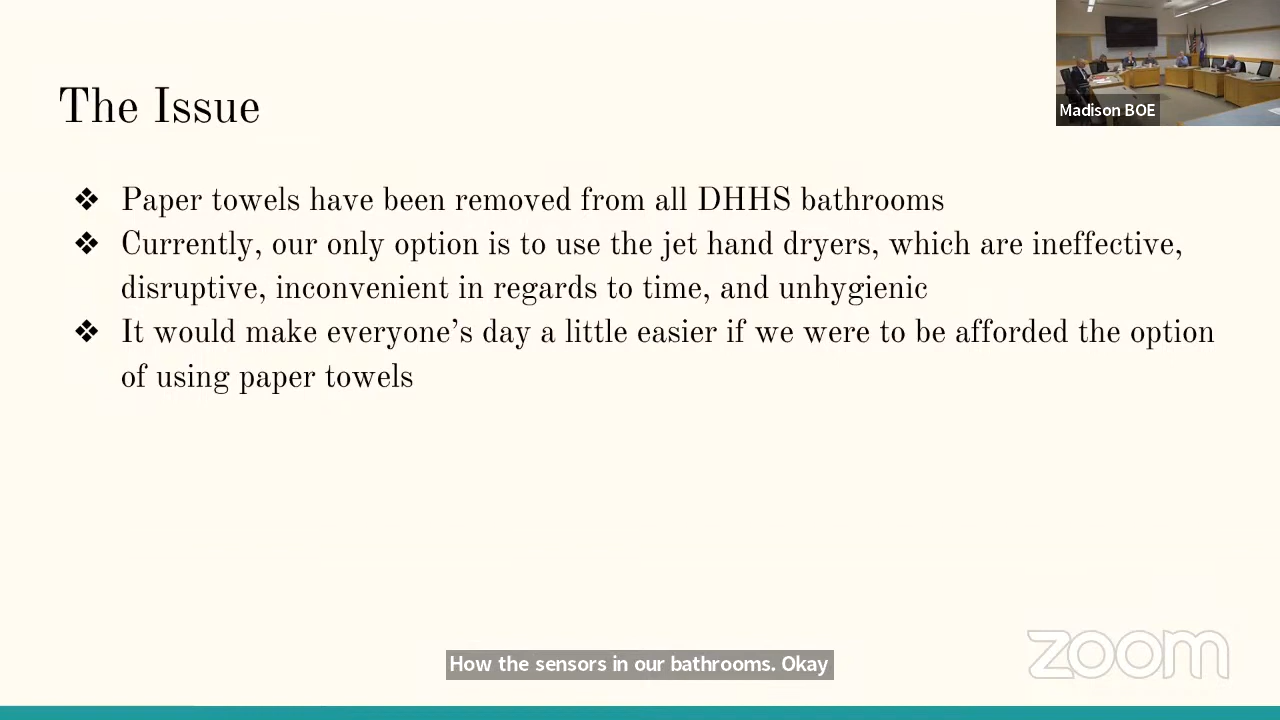 The Issue
Madison BOE
❖ Paper towels have been removed from all DHHS bathrooms
❖ Currently, our only option is to use the jet hand dryers, which are ineffective,
disruptive, inconvenient in regards to time, and unhygienic
❖ It would make everyone’s day a little easier if we were to be afforded the option
of using paper towels
How the sensors in our bathrooms. Okay
zoom